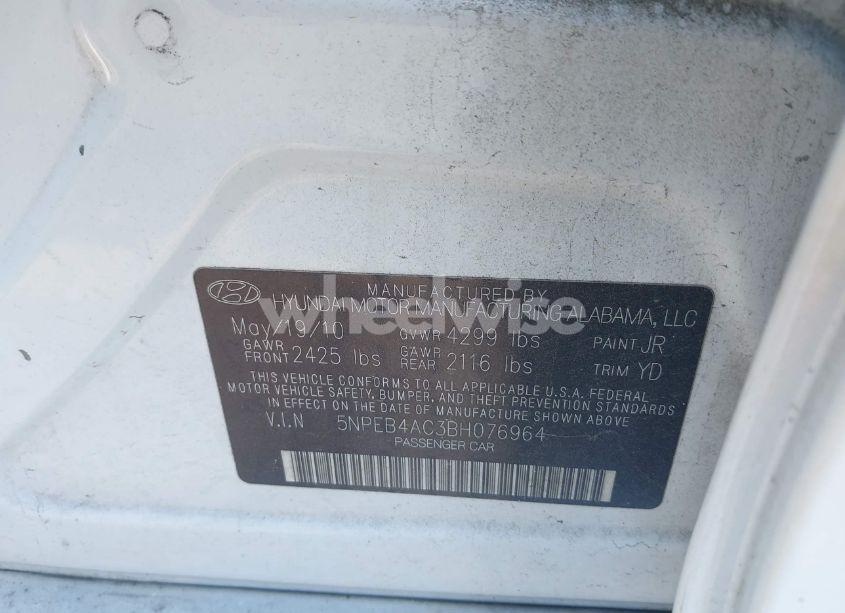 MANUFACTURED BY
HYUNDAI MOTOR MANUFACTURING ALABAMA, LLC
May/19/10 GVWR 4299 lbs PAINT JR
GAWR FRONT 2425 lbs GAWR REAR 2116 lbs TRIM YD
THIS VEHICLE CONFORMS TO ALL APPLICABLE U.S.A. FEDERAL
MOTOR VEHICLE SAFETY, BUMPER, AND THEFT PREVENTION STANDARDS
IN EFFECT ON THE DATE OF MANUFACTURE SHOWN ABOVE
V.I.N 5NPEB4AC3BH076964
PASSENGER CAR
wheelwise